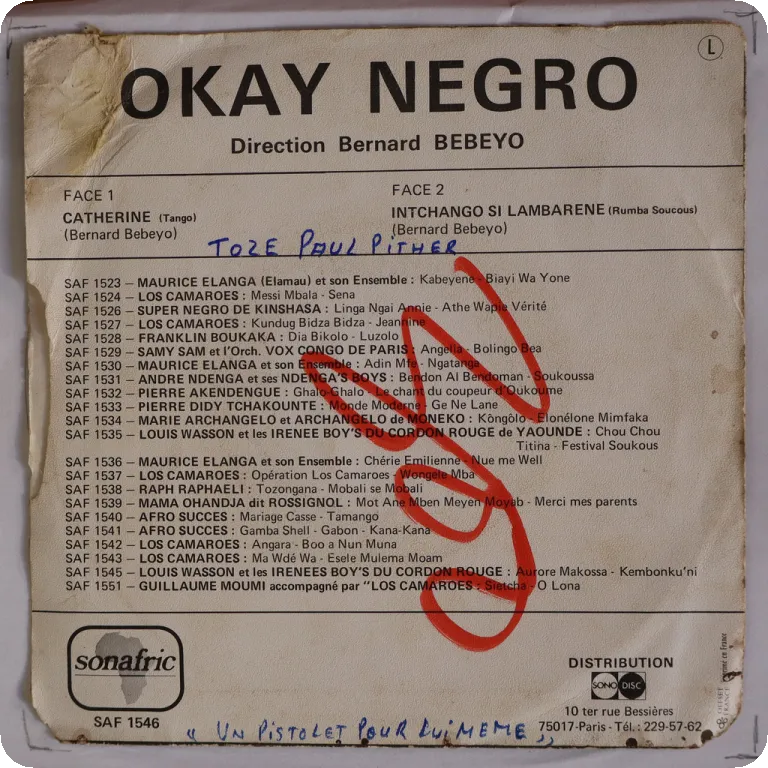 L
OKAY NEGRO
Direction Bernard BEBEYO
FACE 1
CATHERINE (Tango)
(Bernard Bebeyo)
FACE 2
INTCHANGO SI LAMBARENE (Rumba Soucous)
(Bernard Bebeyo)
TOZE PAUL PITHER
SAF 1523 – MAURICE ELANGA (Elamau) et son Ensemble : Kabeyene - Biayi Wa Yone
SAF 1524 – LOS CAMAROES : Messi Mbala - Sena
SAF 1526 – SUPER NEGRO DE KINSHASA : Linga Ngai Annie - Athe Wapia Vérité
SAF 1527 – LOS CAMAROES : Kundug Bidza Bidza - Jeannine
SAF 1528 – FRANKLIN BOUKAKA : Dia Bikolo - Luzolo
SAF 1529 – SAMY SAM et l'Orch. VOX CONGO DE PARIS : Angelia - Bolingo Bea
SAF 1530 – MAURICE ELANGA et son Ensemble : Adin Mfe - Ngatanga
SAF 1531 – ANDRE NDENGA et ses NDENGA'S BOYS : Bendon Al Bendoman - Soukoussa
SAF 1532 – PIERRE AKENDENGUE : Ghalo Ghalo - Le chant du coupeur d'Oukoume
SAF 1533 – PIERRE DIDY TCHAKOUNTE : Monde Moderne - Ge Ne Lane
SAF 1534 – MARIE ARCHANGELO et ARCHANGELO de MONEKO : Kòngòlo - Elonélone Mimfaka
SAF 1535 – LOUIS WASSON et les IRENEE BOY'S DU CORDON ROUGE de YAOUNDE : Chou Chou
Titina - Festival Soukous
SAF 1536 – MAURICE ELANGA et son Ensemble : Chérie Emilienne - Nue me Well
SAF 1537 – LOS CAMAROES : Opération Los Camaroes - Wongele Mba
SAF 1538 – RAPH RAPHAELI : Tozongana - Mobali se Mobali
SAF 1539 – MAMA OHANDJA dit ROSSIGNOL : Mot Ane Mben Meyen Moyab - Merci mes parents
SAF 1540 – AFRO SUCCES : Mariage Casse - Tamango
SAF 1541 – AFRO SUCCES : Gamba Shell - Gabon - Kana-Kana
SAF 1542 – LOS CAMAROES : Angara - Boo a Nun Muna
SAF 1543 – LOS CAMAROES : Ma Wdé Wa - Esele Mulema Moam
SAF 1545 – LOUIS WASSON et les IRENEES BOY'S DU CORDON ROUGE : Aurore Makossa - Kembonku'ni
SAF 1551 – GUILLAUME MOUMI accompagné par "LOS CAMAROES : Sietcha - O Lona
sonafric
SAF 1546
DISTRIBUTION
SONO DISC
10 ter rue Bessières
75017-Paris - Tél.: 229-57-62
" UN PISTOLET POUR LUI MEME "